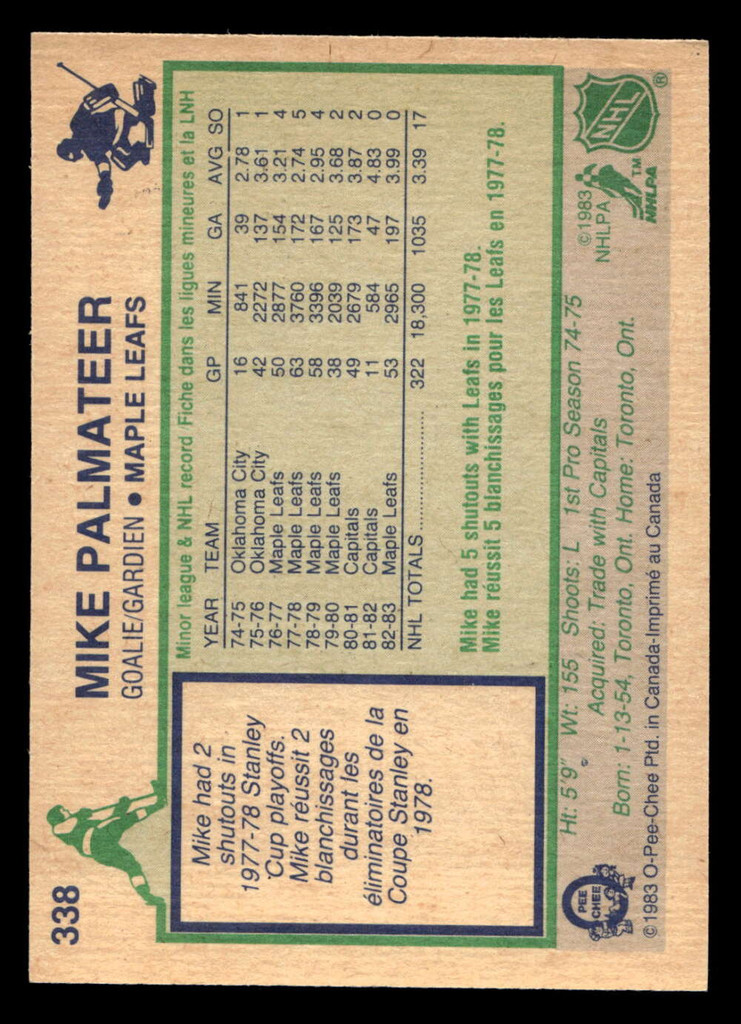 338
MIKE PALMATEER
GOALIE/GARDIEN • MAPLE LEAFS
Mike had 2
shutouts in
1977-78 Stanley
Cup playoffs.
Mike réussit 2
blanchissages
durant les
éliminatoires de la
Coupe Stanley en
1978.
Minor league & NHL record Fiche dans les ligues mineures et la LNH
YEAR TEAM GP MIN GA AVG SO
74-75 Oklahoma City 16 841 39 2.78 1
75-76 Oklahoma City 42 2272 137 3.61 1
76-77 Maple Leafs 50 2877 154 3.21 4
77-78 Maple Leafs 63 3760 172 2.74 5
78-79 Maple Leafs 58 3396 167 2.95 4
79-80 Maple Leafs 38 2039 125 3.68 2
80-81 Capitals 49 2679 173 3.87 2
81-82 Capitals 11 584 47 4.83 0
82-83 Maple Leafs 53 2965 197 3.99 0
NHL TOTALS .................... 322 18,300 1035 3.39 17
Mike had 5 shutouts with Leafs in 1977-78.
Mike réussit 5 blanchissages pour les Leafs en 1977-78.
Ht: 5'9" Wt: 155 Shoots: L 1st Pro Season 74-75
Acquired: Trade with Capitals
Born: 1-13-54, Toronto, Ont. Home: Toronto, Ont.
© 1983 O-Pee-Chee Ptd. in Canada-Imprimé au Canada
O
PEE
CHEE
© 1983
NHLPA
TM
NHLPA
NHL
®